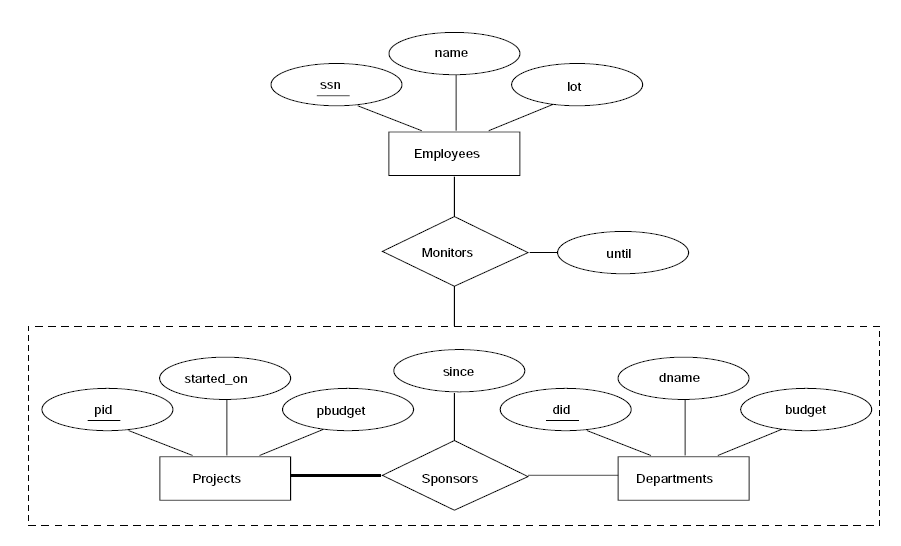 name
ssn
lot
Employees
Monitors
until
since
started_on
dname
pid
pbudget
did
budget
Projects
Sponsors
Departments